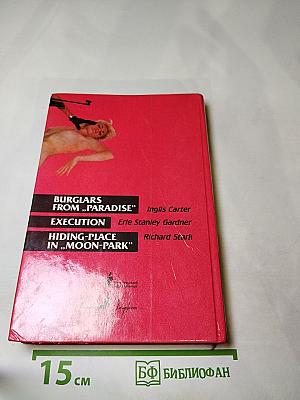 BURGLARS
FROM „PARADISE" Inglis Carter
EXECUTION Erle Stanley Gardner
HIDING-PLACE Richard Stark
IN „MOON-PARK"
15 см БФ БИБЛИОФАН